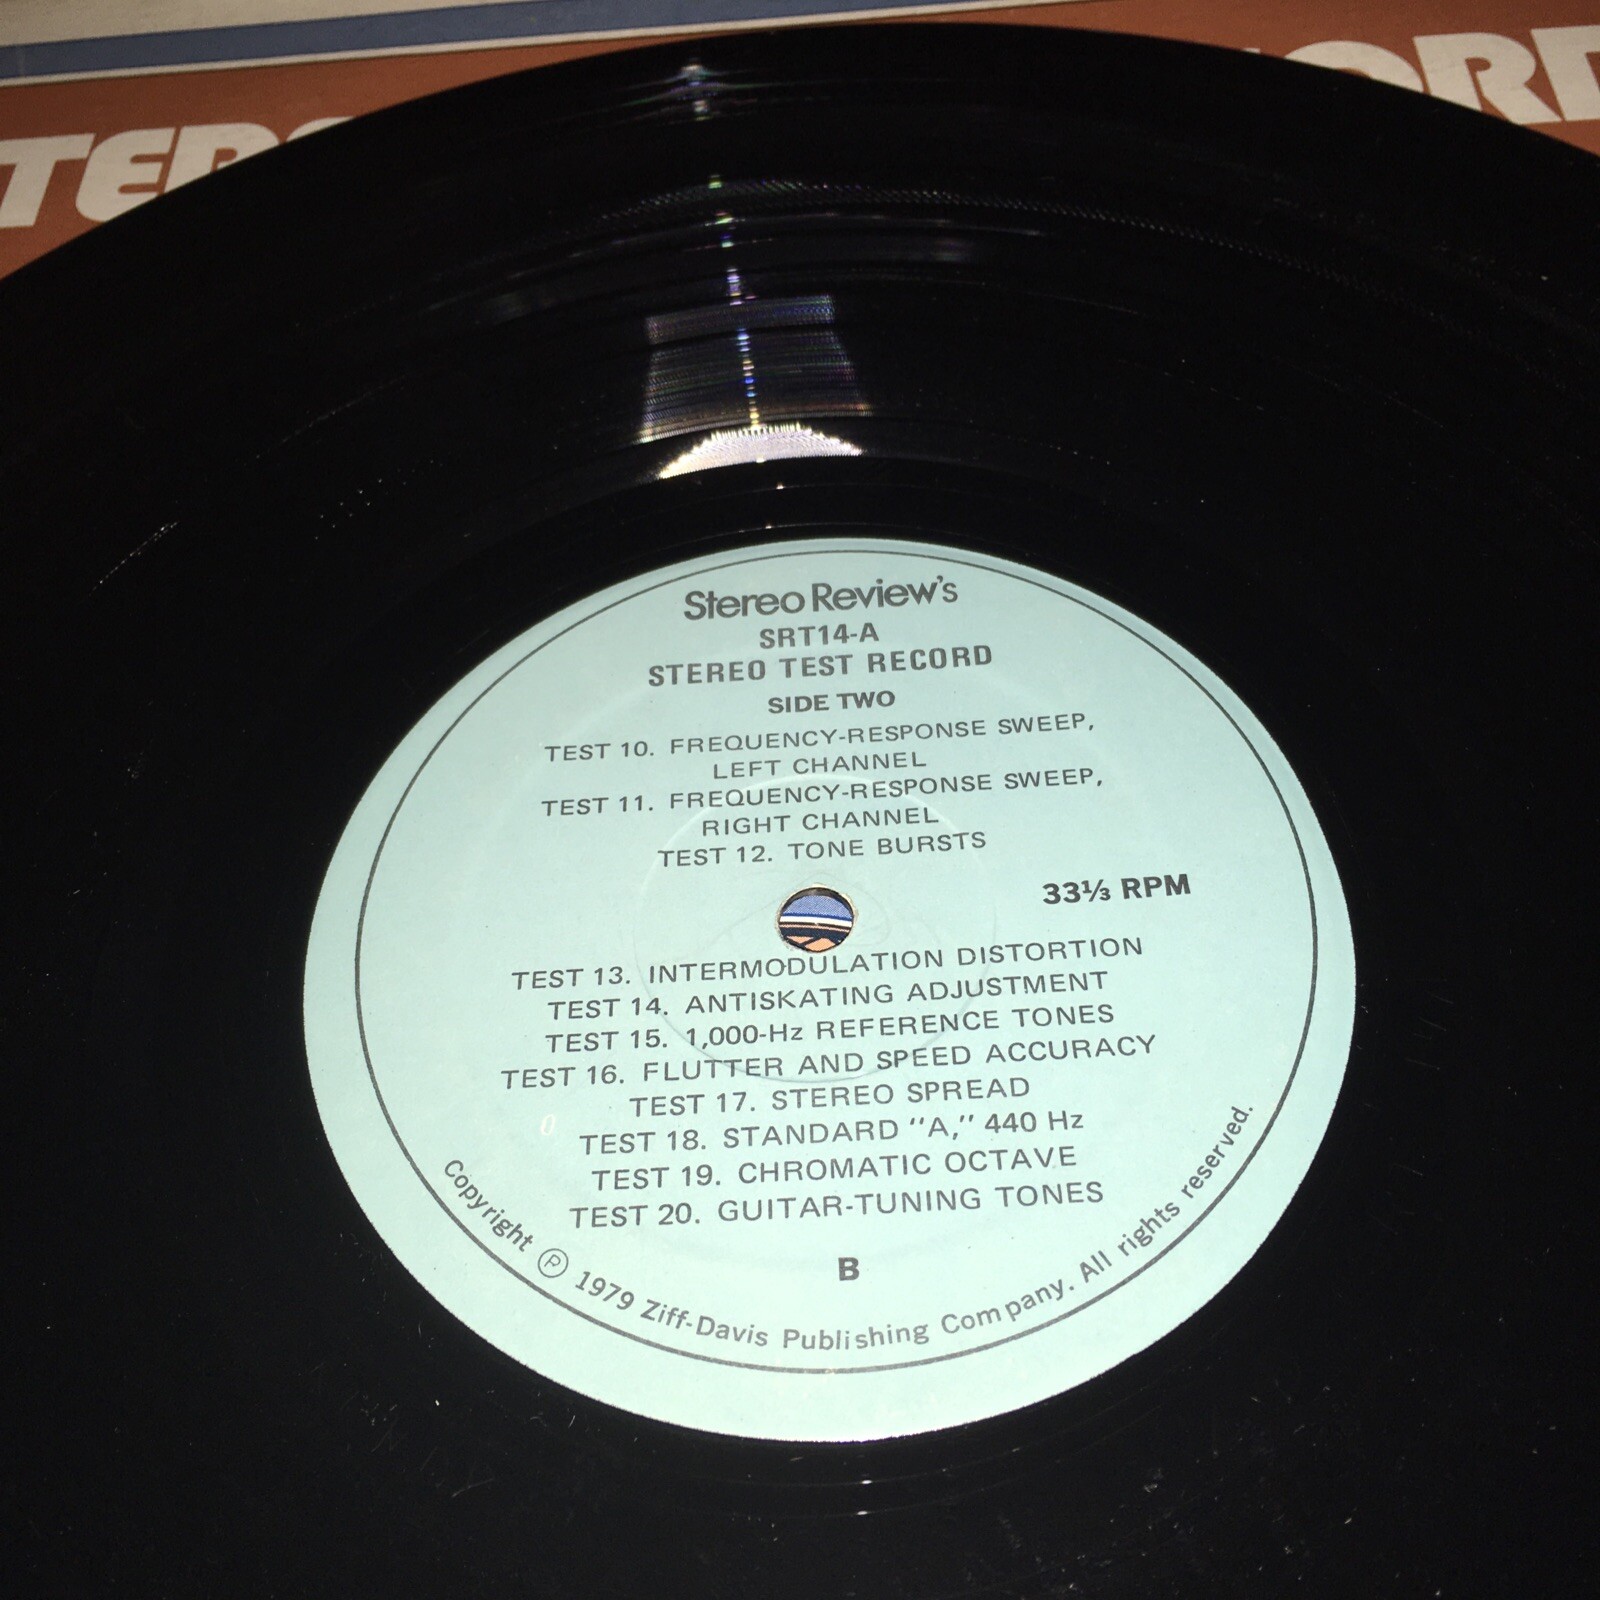 Stereo Review's
SRT14-A
STEREO TEST RECORD
SIDE TWO
TEST 10. FREQUENCY-RESPONSE SWEEP,
LEFT CHANNEL
TEST 11. FREQUENCY-RESPONSE SWEEP,
RIGHT CHANNEL
TEST 12. TONE BURSTS
33⅓ RPM
TEST 13. INTERMODULATION DISTORTION
TEST 14. ANTISKATING ADJUSTMENT
TEST 15. 1,000-Hz REFERENCE TONES
TEST 16. FLUTTER AND SPEED ACCURACY
TEST 17. STEREO SPREAD
TEST 18. STANDARD "A," 440 Hz
TEST 19. CHROMATIC OCTAVE
TEST 20. GUITAR-TUNING TONES
B
Copyright Ⓟ 1979 Ziff-Davis Publishing Company. All rights reserved.